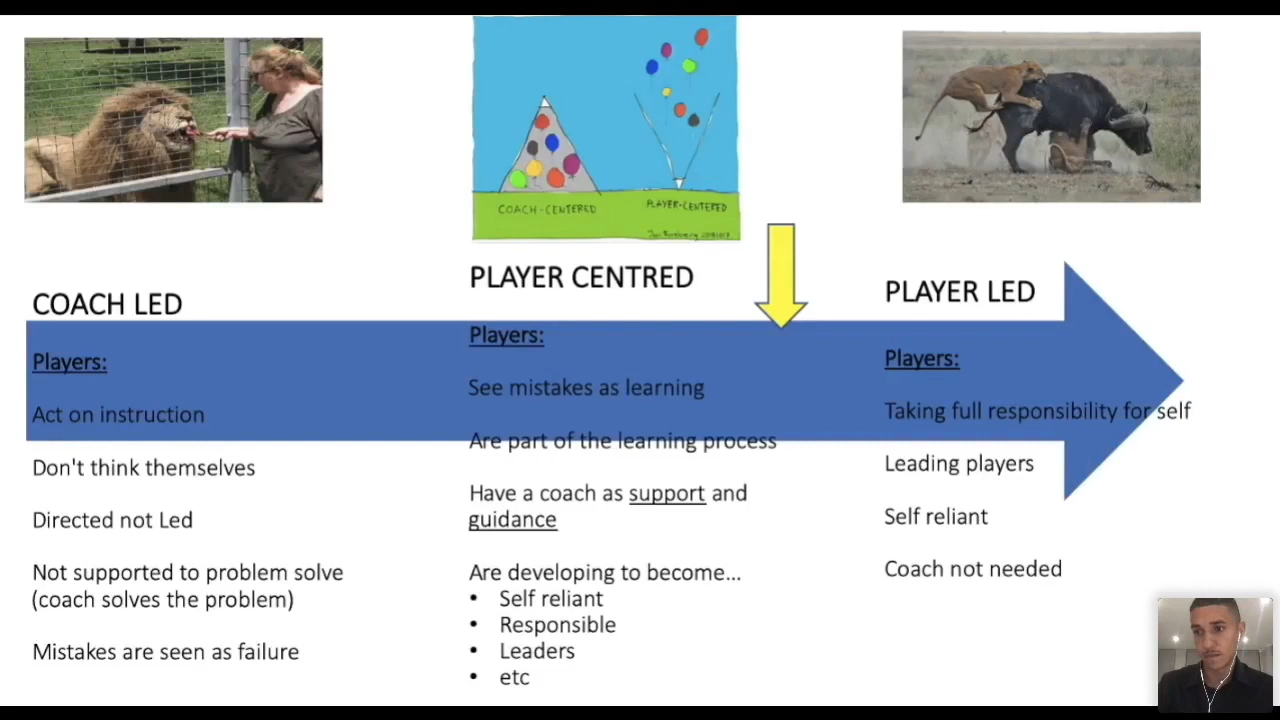 COACH-CENTERED
PLAYER-CENTERED
COACH LED
Players:
Act on instruction
Don't think themselves
Directed not Led
Not supported to problem solve
(coach solves the problem)
Mistakes are seen as failure
PLAYER CENTRED
Players:
See mistakes as learning
Are part of the learning process
Have a coach as support and
guidance
Are developing to become...
• Self reliant
• Responsible
• Leaders
• etc
PLAYER LED
Players:
Taking full responsibility for self
Leading players
Self reliant
Coach not needed